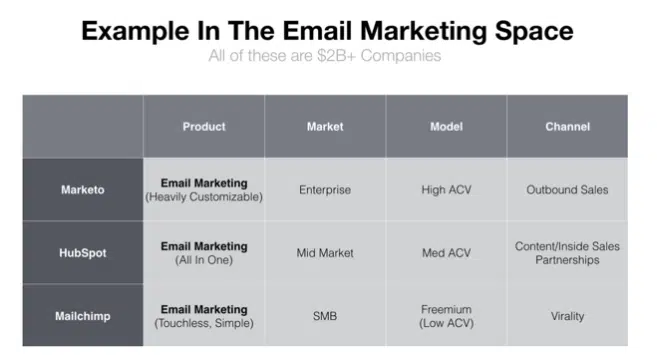 Example In The Email Marketing Space
All of these are $2B+ Companies
Product Market Model Channel
Marketo Email Marketing (Heavily Customizable) Enterprise High ACV Outbound Sales
HubSpot Email Marketing (All In One) Mid Market Med ACV Content/Inside Sales Partnerships
Mailchimp Email Marketing (Touchless, Simple) SMB Freemium (Low ACV) Virality